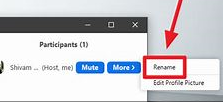 Participants (1)
Shivam ... (Host, me) Mute More >
Rename
Edit Profile Picture